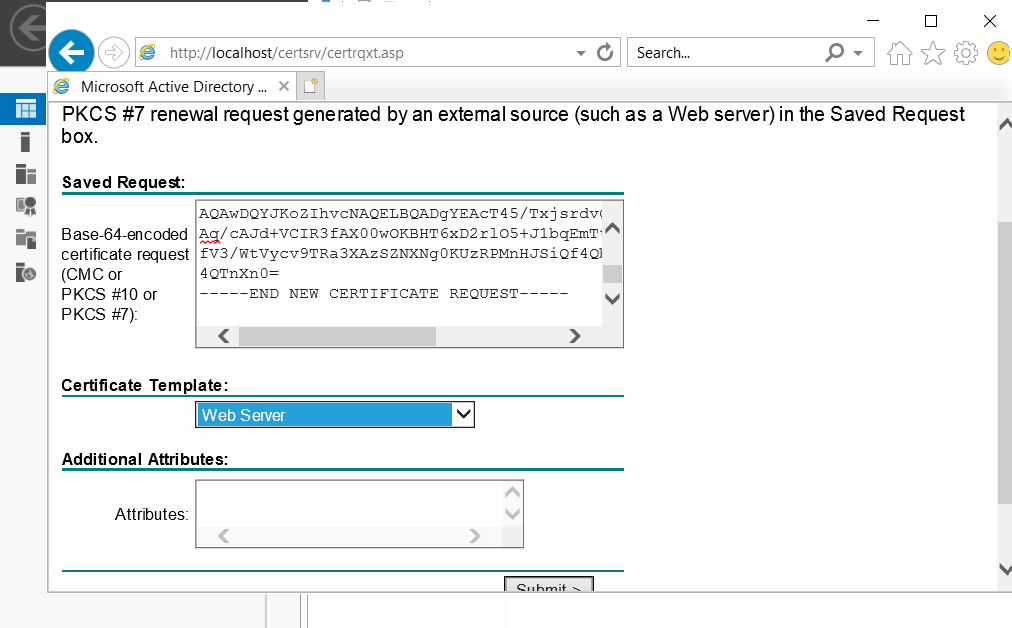 http://localhost/certsrv/certrqxt.asp
Search...
Microsoft Active Directory ...
PKCS #7 renewal request generated by an external source (such as a Web server) in the Saved Request
box.
Saved Request:
Base-64-encoded
certificate request
(CMC or
PKCS #10 or
PKCS #7):
AQAwDQYJKoZIhvcNAQELBQADgYEAcT45/Txjsrdv
Aq/cAJd+VCIR3fAX00wOKBHT6xD2rlO5+J1bqEmT
fV3/WtVycv9TRa3XAzSZNXNg0KUzRPMnHJSiQf4Q
4QTnXn0=
-----END NEW CERTIFICATE REQUEST-----
Certificate Template:
Web Server
Additional Attributes:
Attributes:
Submit >